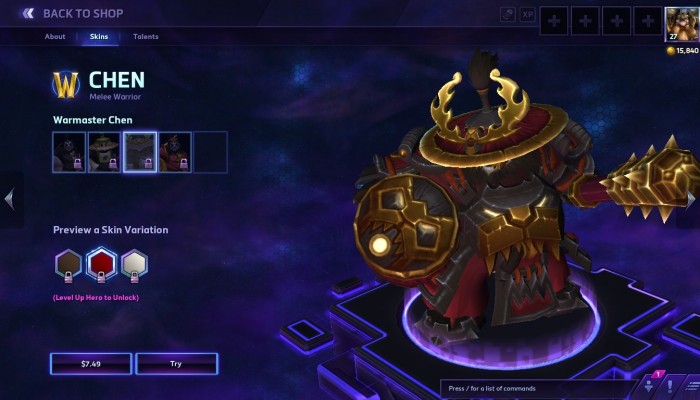 BACK TO SHOP
XP
27
15,840
About
Skins
Talents
W
CHEN
Melee Warrior
Warmaster Chen
Preview a Skin Variation
(Level Up Hero to Unlock)
$7.49
Try
Press / for a list of commands
1